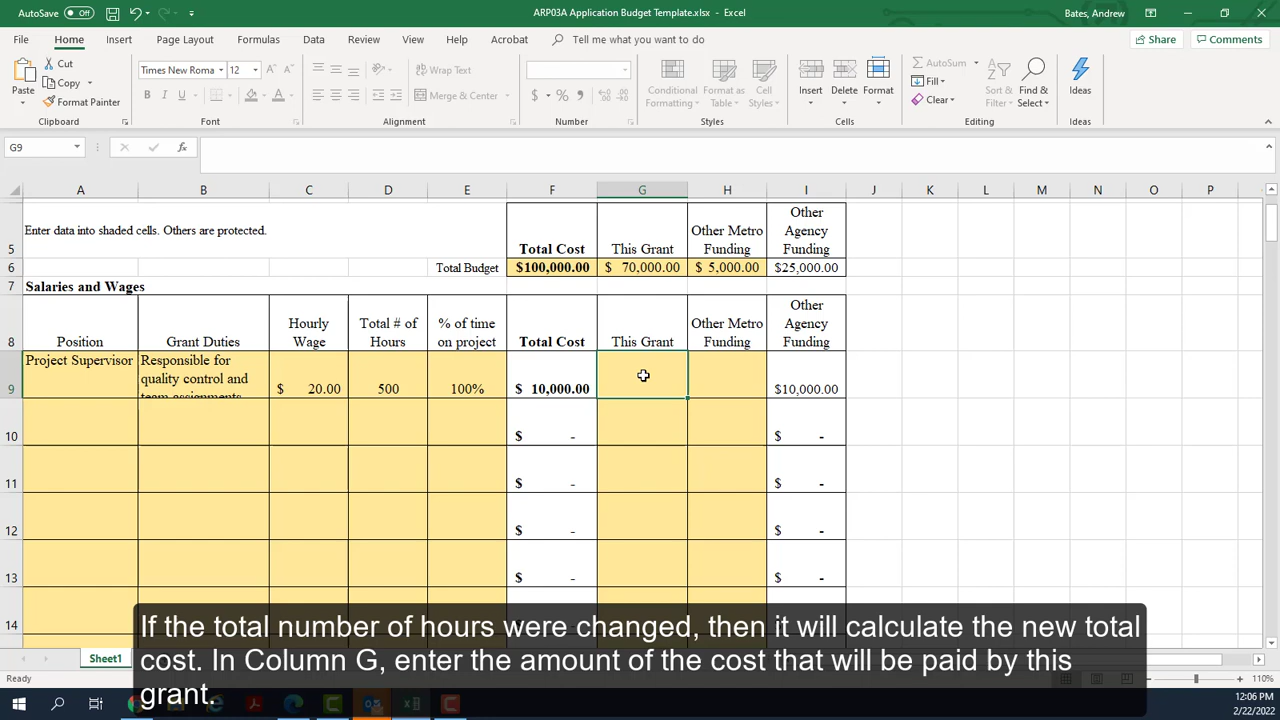 AutoSave Off
ARP03A Application Budget Template.xlsx - Excel
Bates, Andrew
File Home Insert Page Layout Formulas Data Review View Help Acrobat Tell me what you want to do Share Comments
Cut
Copy
Format Painter
Paste
Clipboard
Times New Roma 12
B I U
Font
Wrap Text
Merge & Center
Alignment
$ % ,
Number
Conditional Formatting
Format as Table
Cell Styles
Styles
Insert Delete Format
Cells
AutoSum
Fill
Clear
Sort & Filter
Find & Select
Editing
Ideas
Ideas
G9 fx
A B C D E F G H I J K L M N O P
5 Enter data into shaded cells. Others are protected. Total Cost This Grant Other Metro Funding Other Agency Funding
6 Total Budget $100,000.00 $ 70,000.00 $ 5,000.00 $25,000.00
7 Salaries and Wages
8 Position Grant Duties Hourly Wage Total # of Hours % of time on project Total Cost This Grant Other Metro Funding Other Agency Funding
9 Project Supervisor Responsible for quality control and team assignments $ 20.00 500 100% $ 10,000.00 $10,000.00
10 $ - $ -
11 $ - $ -
12 $ - $ -
13 $ - $ -
14
If the total number of hours were changed, then it will calculate the new total
cost. In Column G, enter the amount of the cost that will be paid by this
grant.
Sheet1
Ready
110%
12:06 PM
2/22/2022